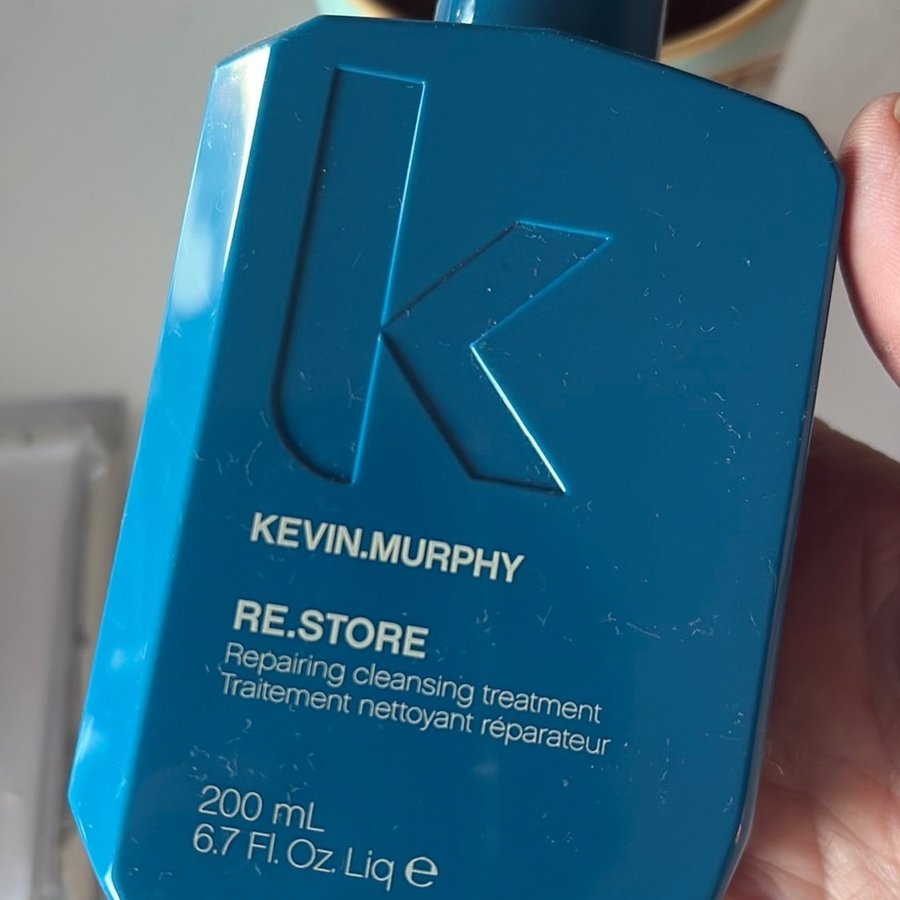 k
KEVIN.MURPHY
RE.STORE
Repairing cleansing treatment
Traitement nettoyant réparateur
200 mL
6.7 Fl. Oz. Liq ℮